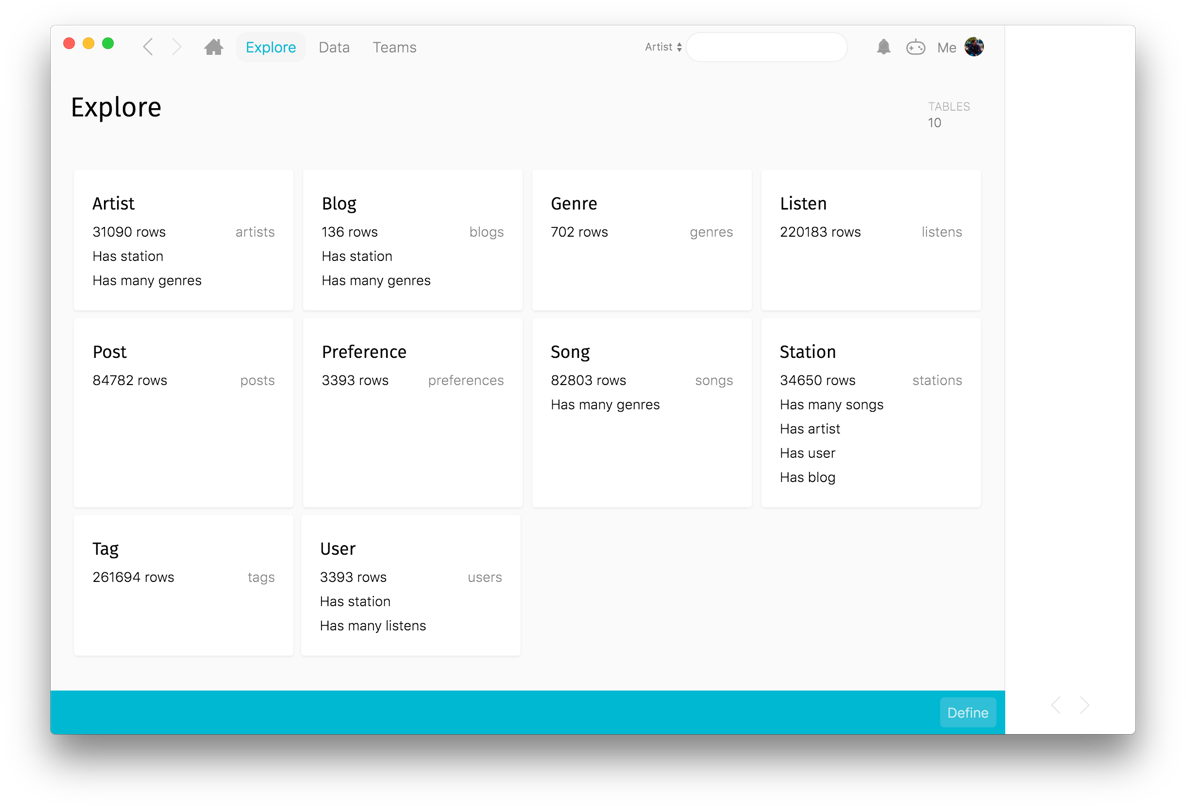 Explore Data Teams Artist Me
Explore
TABLES
10
Artist
31090 rows artists
Has station
Has many genres
Blog
136 rows blogs
Has station
Has many genres
Genre
702 rows genres
Listen
220183 rows listens
Post
84782 rows posts
Preference
3393 rows preferences
Song
82803 rows songs
Has many genres
Station
34650 rows stations
Has many songs
Has artist
Has user
Has blog
Tag
261694 rows tags
User
3393 rows users
Has station
Has many listens
Define